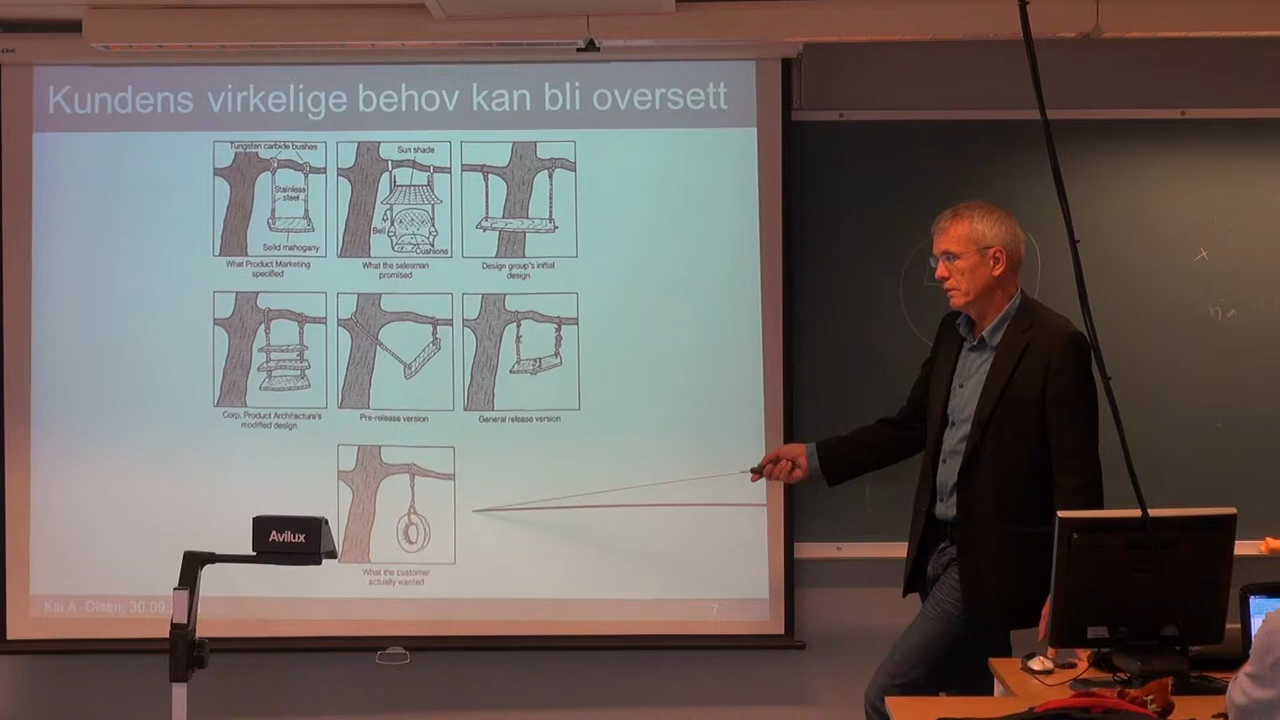 Kundens virkelige behov kan bli oversett
Tungsten carbide bushes
Stainless
steel
Solid mahogany
What Product Marketing
specified
Sun shade
Bell
Cushions
What the salesman
promised
Design group's initial
design
Corp. Product Architecture's
modified design
Pre-release version
General release version
What the customer
actually wanted
Kai A. Olsen, 30.09.
7
Avilux